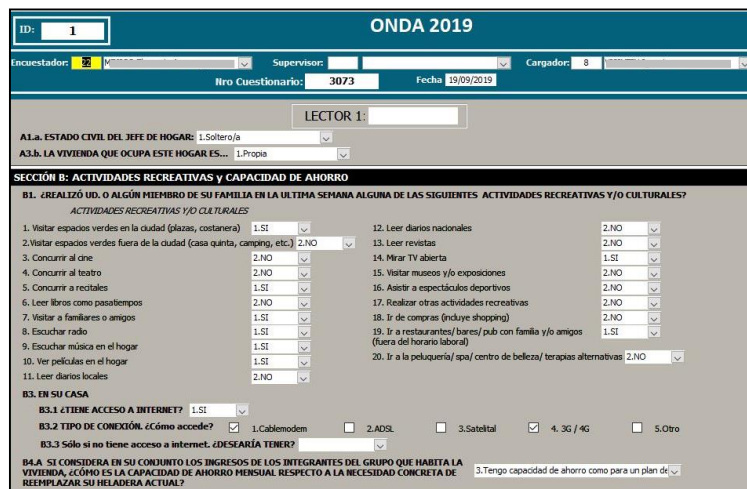 ONDA 2019
ID: 1
Encuestador: 22 Supervisor: Cargador: 8
Nro Cuestionario: 3073 Fecha 19/09/2019
LECTOR 1:
A1.a. ESTADO CIVIL DEL JEFE DE HOGAR: 1.Soltero/a
A3.b. LA VIVIENDA QUE OCUPA ESTE HOGAR ES... 1.Propia
SECCIÓN B: ACTIVIDADES RECREATIVAS y CAPACIDAD DE AHORRO
B1. ¿REALIZÓ UD. O ALGÚN MIEMBRO DE SU FAMILIA EN LA ULTIMA SEMANA ALGUNA DE LAS SIGUIENTES ACTIVIDADES RECREATIVAS Y/O CULTURALES?
ACTIVIDADES RECREATIVAS Y/O CULTURALES
1. Visitar espacios verdes en la ciudad (plazas, costanera) 1.SI
2.Visitar espacios verdes fuera de la ciudad (casa quinta, camping, etc.) 2.NO
3. Concurrir al cine 2.NO
4. Concurrir al teatro 2.NO
5. Concurrir a recitales 1.SI
6. Leer libros como pasatiempos 2.NO
7. Visitar a familiares o amigos 1.SI
8. Escuchar radio 1.SI
9. Escuchar música en el hogar 1.SI
10. Ver películas en el hogar 1.SI
11. Leer diarios locales 2.NO
12. Leer diarios nacionales 2.NO
13. Leer revistas 2.NO
14. Mirar TV abierta 1.SI
15. Visitar museos y/o exposiciones 2.NO
16. Asistir a espectáculos deportivos 2.NO
17. Realizar otras actividades recreativas 2.NO
18. Ir de compras (incluye shopping) 2.NO
19. Ir a restaurantes/ bares/ pub con familia y/o amigos 1.SI
(fuera del horario laboral)
20. Ir a la peluquería/ spa/ centro de belleza/ terapias alternativas 2.NO
B3. EN SU CASA
B3.1 ¿TIENE ACCESO A INTERNET? 1.SI
B3.2 TIPO DE CONEXIÓN. ¿Cómo accede? 1.Cablemodem 2.ADSL 3.Satelital 4. 3G / 4G 5.Otro
B3.3 Sólo si no tiene acceso a internet. ¿DESEARÍA TENER?
B4.A SI CONSIDERA EN SU CONJUNTO LOS INGRESOS DE LOS INTEGRANTES DEL GRUPO QUE HABITA LA
VIVIENDA, ¿CÓMO ES LA CAPACIDAD DE AHORRO MENSUAL RESPECTO A LA NECESIDAD CONCRETA DE
REEMPLAZAR SU HELADERA ACTUAL?
3.Tengo capacidad de ahorro como para un plan de